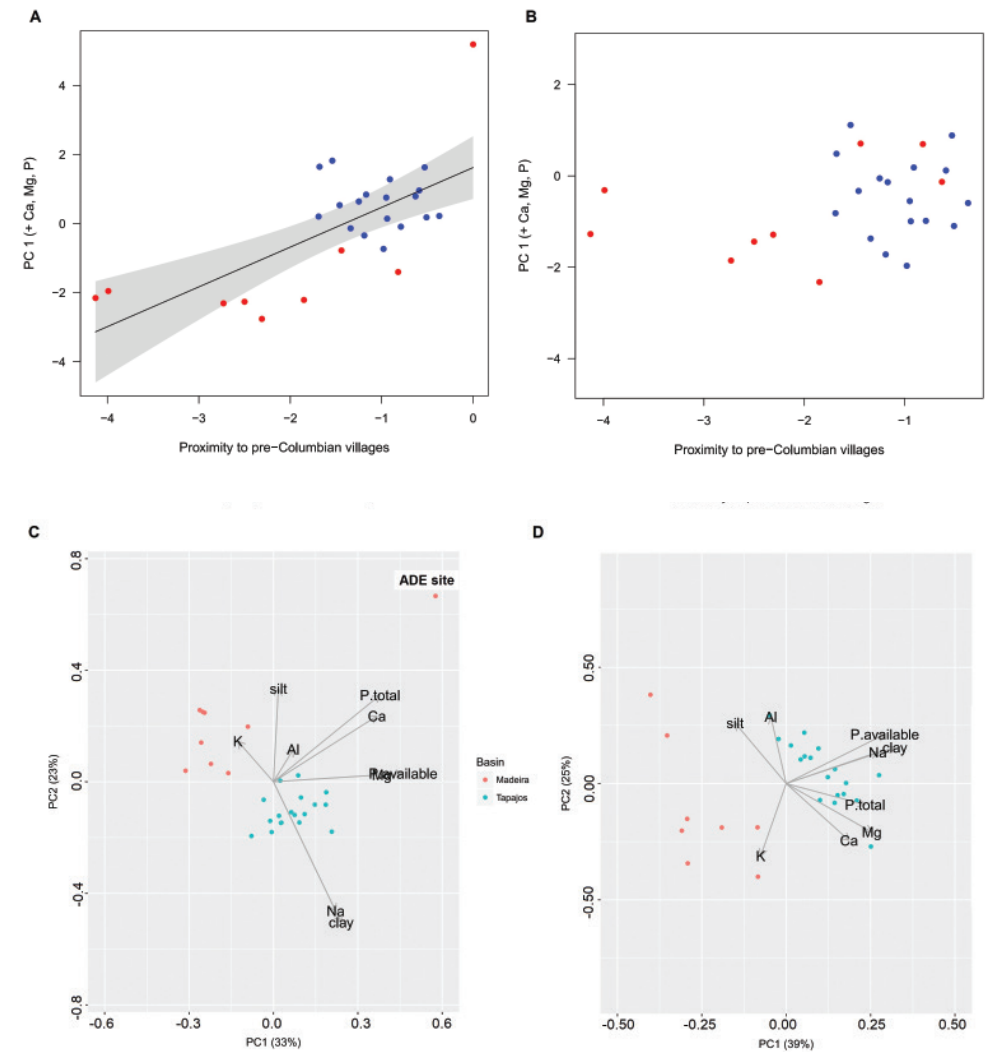 A
B
PC 1 (+ Ca, Mg, P)
4
2
0
−2
−4
−4
−3
−2
−1
0
Proximity to pre−Columbian villages
PC 1 (+ Ca, Mg, P)
2
0
−2
−4
−4
−3
−2
−1
Proximity to pre−Columbian villages
C
D
PC2 (23%)
0.8
0.4
0.0
-0.4
-0.8
ADE site
silt
P.total
Ca
K
Al
P.available
Mg
Na
clay
-0.6
-0.3
0.0
0.3
0.6
PC1 (33%)
Basin
Madeira
Tapajos
PC2 (25%)
0.50
0.00
-0.50
silt
Al
P.available
Na
clay
P.total
Mg
Ca
K
-0.50
-0.25
0.00
0.25
0.50
PC1 (39%)